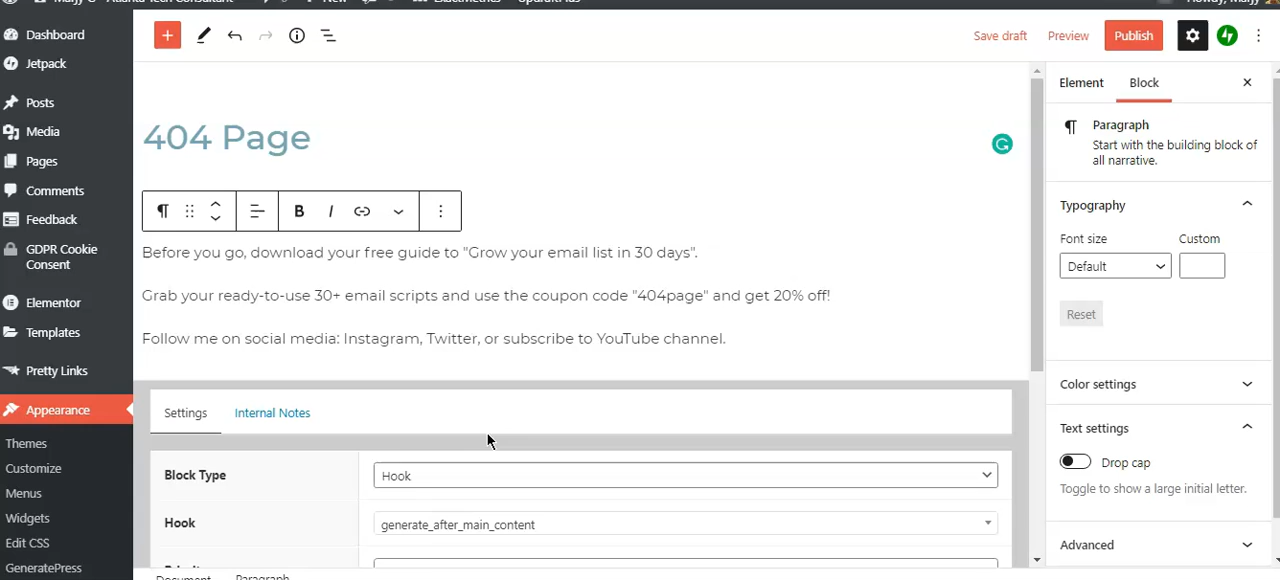 Dashboard
Jetpack
Posts
Media
Pages
Comments
Feedback
GDPR Cookie
Consent
Elementor
Templates
Pretty Links
Appearance
Themes
Customize
Menus
Widgets
Edit CSS
GeneratePress
Save draft
Preview
Publish
404 Page
B I
Before you go, download your free guide to "Grow your email list in 30 days".
Grab your ready-to-use 30+ email scripts and use the coupon code "404page" and get 20% off!
Follow me on social media: Instagram, Twitter, or subscribe to YouTube channel.
Settings
Internal Notes
Block Type
Hook
Hook
generate_after_main_content
Document
Paragraph
Element
Block
Paragraph
Start with the building block of
all narrative.
Typography
Font size
Custom
Default
Reset
Color settings
Text settings
Drop cap
Toggle to show a large initial letter.
Advanced